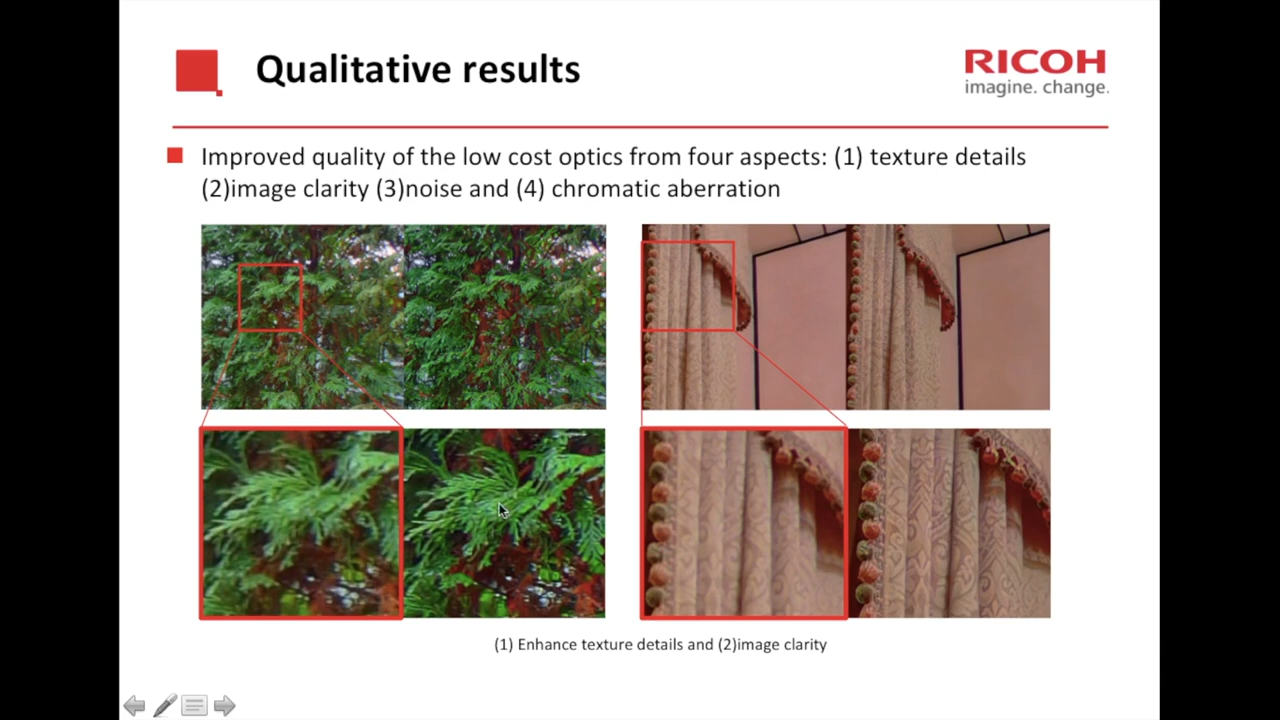 Qualitative results
RICOH
imagine. change.
Improved quality of the low cost optics from four aspects: (1) texture details
(2)image clarity (3)noise and (4) chromatic aberration
(1) Enhance texture details and (2)image clarity